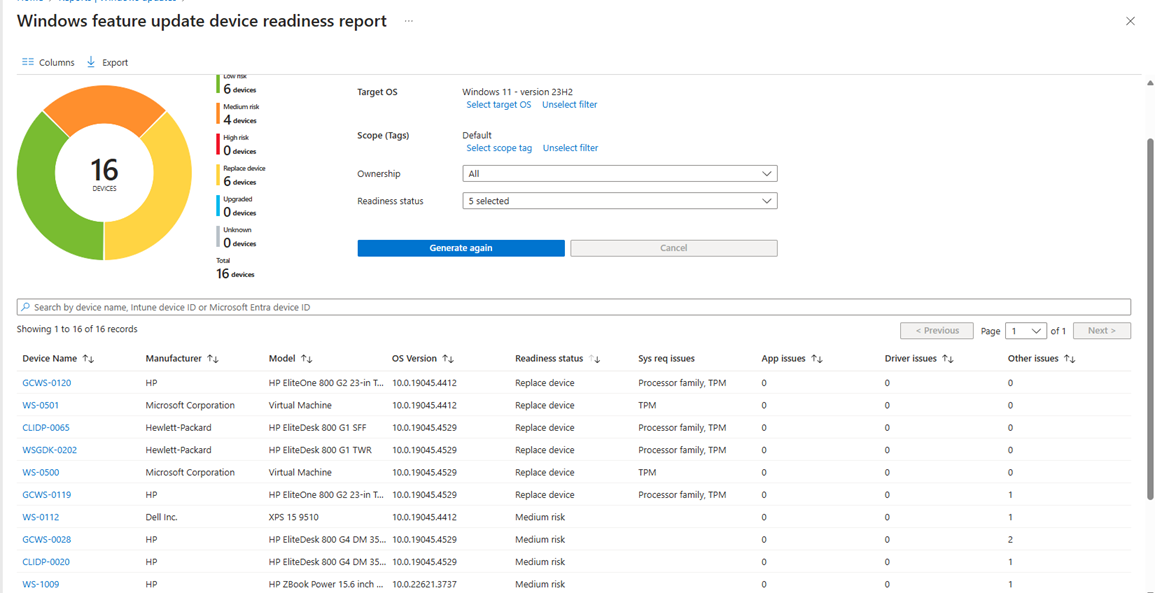 Home > Reports | Windows updates >
Windows feature update device readiness report ...
Columns Export
Low risk
6 devices
Medium risk
4 devices
High risk
0 devices
Replace device
6 devices
Upgraded
0 devices
Unknown
0 devices
Total
16 devices
16
DEVICES
Target OS Windows 11 - version 23H2
Select target OS Unselect filter
Scope (Tags) Default
Select scope tag Unselect filter
Ownership All
Readiness status 5 selected
Generate again Cancel
Search by device name, Intune device ID or Microsoft Entra device ID
Showing 1 to 16 of 16 records
< Previous Page 1 of 1 Next >
Device Name Manufacturer Model OS Version Readiness status Sys req issues App issues Driver issues Other issues
GCWS-0120 HP HP EliteOne 800 G2 23-in T... 10.0.19045.4412 Replace device Processor family, TPM 0 0 0
WS-0501 Microsoft Corporation Virtual Machine 10.0.19045.4412 Replace device TPM 0 0 0
CLIDP-0065 Hewlett-Packard HP EliteDesk 800 G1 SFF 10.0.19045.4529 Replace device Processor family, TPM 0 0 0
WSGDK-0202 Hewlett-Packard HP EliteDesk 800 G1 TWR 10.0.19045.4529 Replace device Processor family, TPM 0 0 0
WS-0500 Microsoft Corporation Virtual Machine 10.0.19045.4529 Replace device TPM 0 0 0
GCWS-0119 HP HP EliteOne 800 G2 23-in T... 10.0.19045.4529 Replace device Processor family, TPM 0 0 1
WS-0112 Dell Inc. XPS 15 9510 10.0.19045.4412 Medium risk 0 0 1
GCWS-0028 HP HP EliteDesk 800 G4 DM 35... 10.0.19045.4529 Medium risk 0 0 2
CLIDP-0020 HP HP EliteDesk 800 G4 DM 35... 10.0.19045.4529 Medium risk 0 0 1
WS-1009 HP HP ZBook Power 15.6 inch ... 10.0.22621.3737 Medium risk 0 0 1